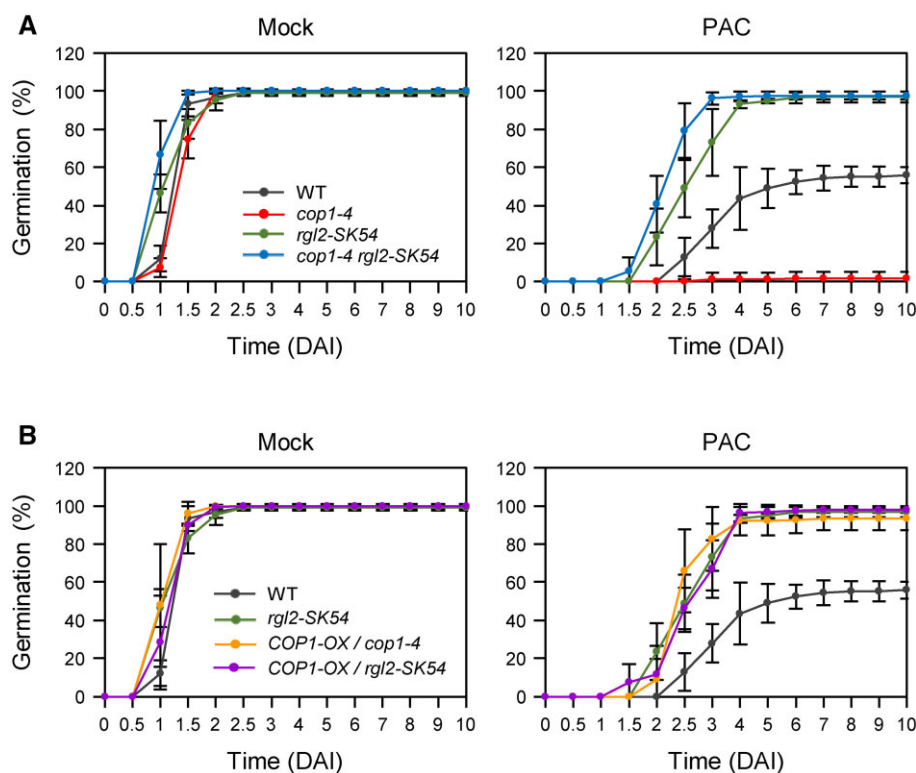 A
Mock
PAC
120
100
80
60
40
20
0
Germination (%)
WT
cop1-4
rgl2-SK54
cop1-4 rgl2-SK54
0 0.5 1 1.5 2 2.5 3 4 5 6 7 8 9 10
Time (DAI)
120
100
80
60
40
20
0
0 0.5 1 1.5 2 2.5 3 4 5 6 7 8 9 10
Time (DAI)
B
Mock
PAC
120
100
80
60
40
20
0
Germination (%)
WT
rgl2-SK54
COP1-OX / cop1-4
COP1-OX / rgl2-SK54
0 0.5 1 1.5 2 2.5 3 4 5 6 7 8 9 10
Time (DAI)
120
100
80
60
40
20
0
0 0.5 1 1.5 2 2.5 3 4 5 6 7 8 9 10
Time (DAI)